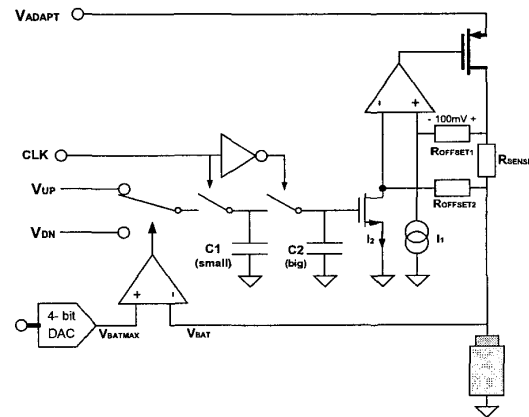 VADAPT
- +
- 100mV +
ROFFSET1
RSENSE
CLK
VUP
ROFFSET2
VDN
C1
(small)
C2
(big)
I2
I1
+ -
4- bit
DAC
VBATMAX
VBAT